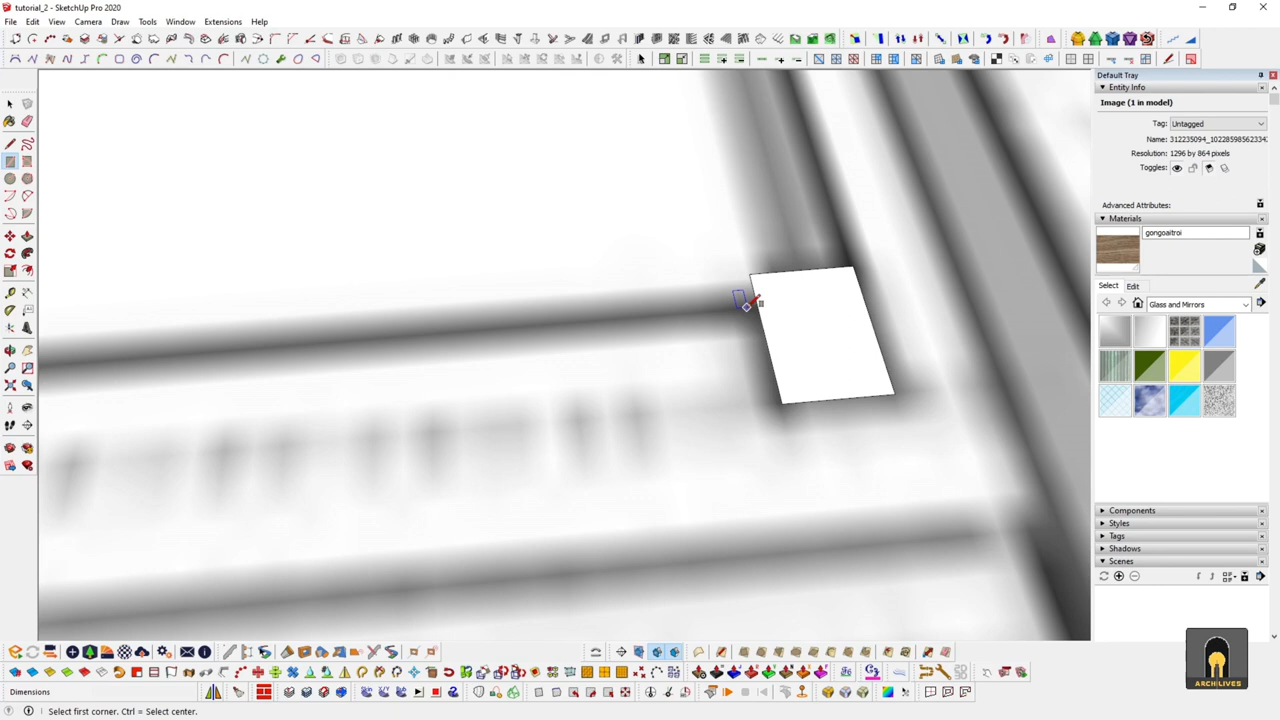 tutorial_2 - SketchUp Pro 2020
File Edit View Camera Draw Tools Window Extensions Help
Default Tray
Entity Info
Image (1 in model)
Tag: Untagged
Name: 312235094_10228598562334
Resolution: 1296 by 864 pixels
Toggles:
Advanced Attributes:
Materials
gongoaitroi
Select Edit
Glass and Mirrors
Components
Styles
Tags
Shadows
Scenes
ARCHLIVES
Dimensions
Select first corner. Ctrl = Select center.